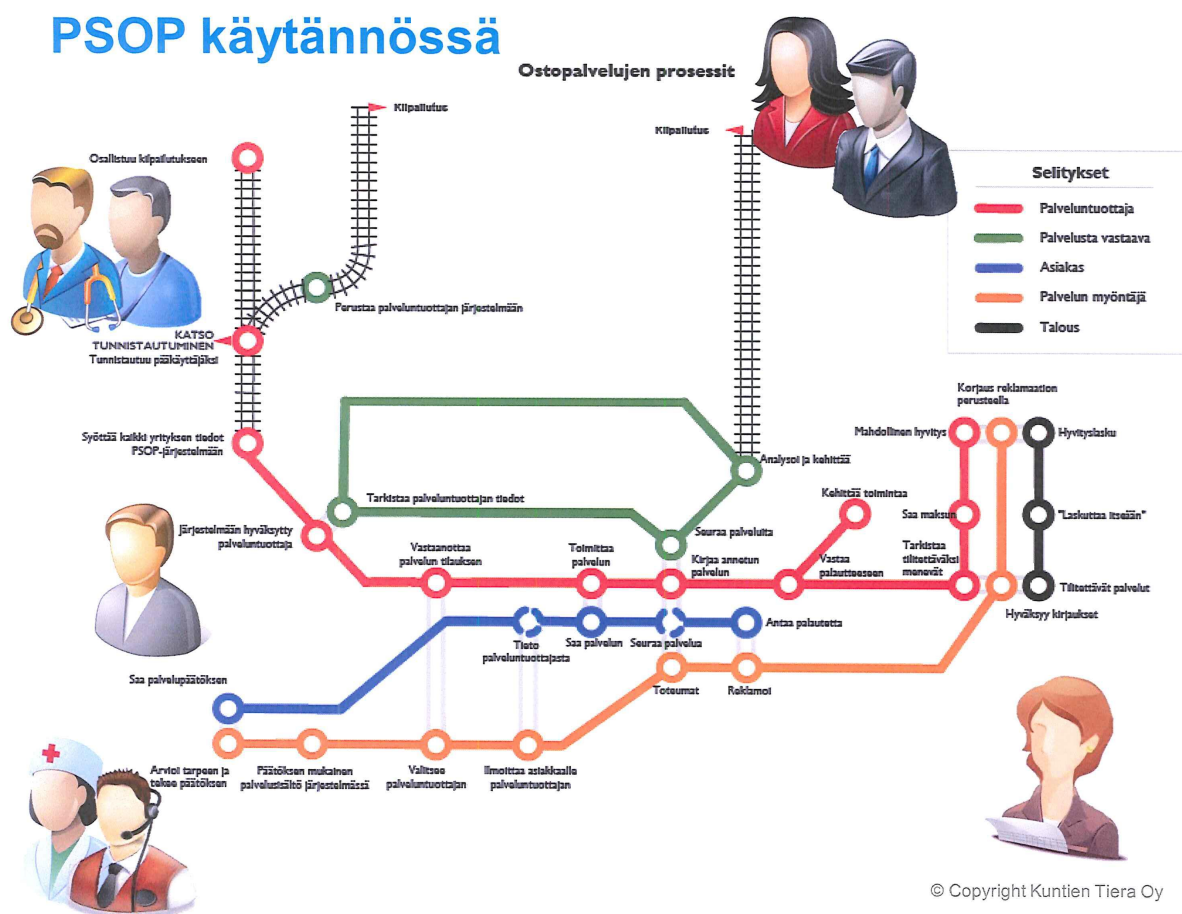 PSOP käytännössä
Ostopalvelujen prosessit
Kilpailutus
Kilpailutus
Osallistuu kilpailutukseen
Selitykset
Palveluntuottaja
Palvelusta vastaava
Asiakas
Palvelun myöntäjä
Talous
Perustaa palveluntuottajan järjestelmään
KATSO
TUNNISTAUTUMINEN
Tunnistautuu pääkäyttäjäksi
Korjaus reklamaation
perusteella
Syöttää kaikki yrityksen tiedot
PSOP-järjestelmään
Mahdollinen hyvitys
Hyvityslasku
Analysoi ja kehittää
Tarkistaa palveluntuottajan tiedot
Kehittää toimintaa
Järjestelmään hyväksytty
palveluntuottaja
Seuraa palveluita
Saa maksun
"Laskuttaa itseään"
Vastaanottaa
palvelun tilauksen
Toimittaa
palvelun
Kirjaa annetun
palvelun
Vastaa
palautteeseen
Tarkistaa
tilitettäväksi
menevät
Tilitettävät palvelut
Hyväksyy kirjaukset
Tieto
palveluntuottajasta
Saa palvelun
Seuraa palvelua
Antaa palautetta
Saa palvelupäätöksen
Toteumat
Reklamoi
Arvioi tarpeen ja
tekee päätöksen
Päätöksen mukainen
palvelusisältö järjestelmässä
Valitsee
palveluntuottajan
Ilmoittaa asiakkaalle
palveluntuottajan
© Copyright Kuntien Tiera Oy